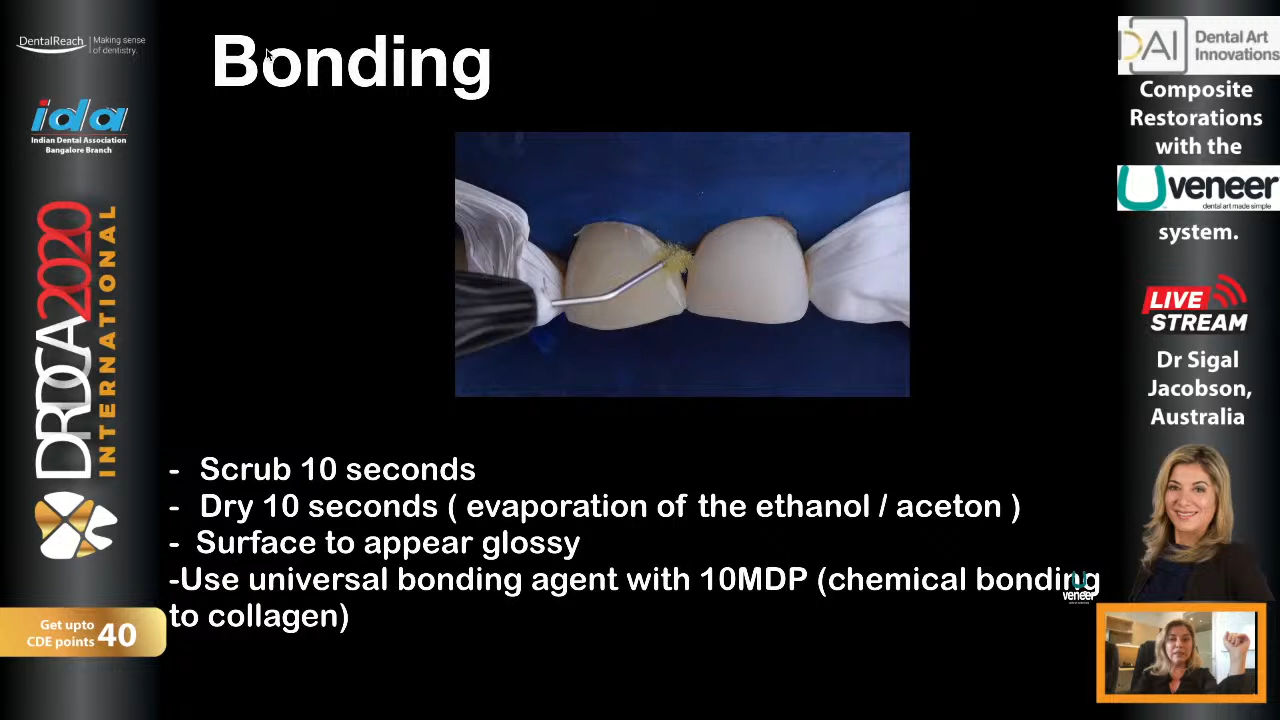 DentalReach
Making sense
of dentistry.
ida
Indian Dental Association
Bangalore Branch
DRDCA2020
INTERNATIONAL
Get upto
CDE points 40
Bonding
- Scrub 10 seconds
- Dry 10 seconds ( evaporation of the ethanol / aceton )
- Surface to appear glossy
-Use universal bonding agent with 10MDP (chemical bonding
to collagen)
veneer
DAI
Dental Art
Innovations
Composite
Restorations
with the
Uveneer
dental art made simple
system.
LIVE
STREAM
Dr Sigal
Jacobson,
Australia